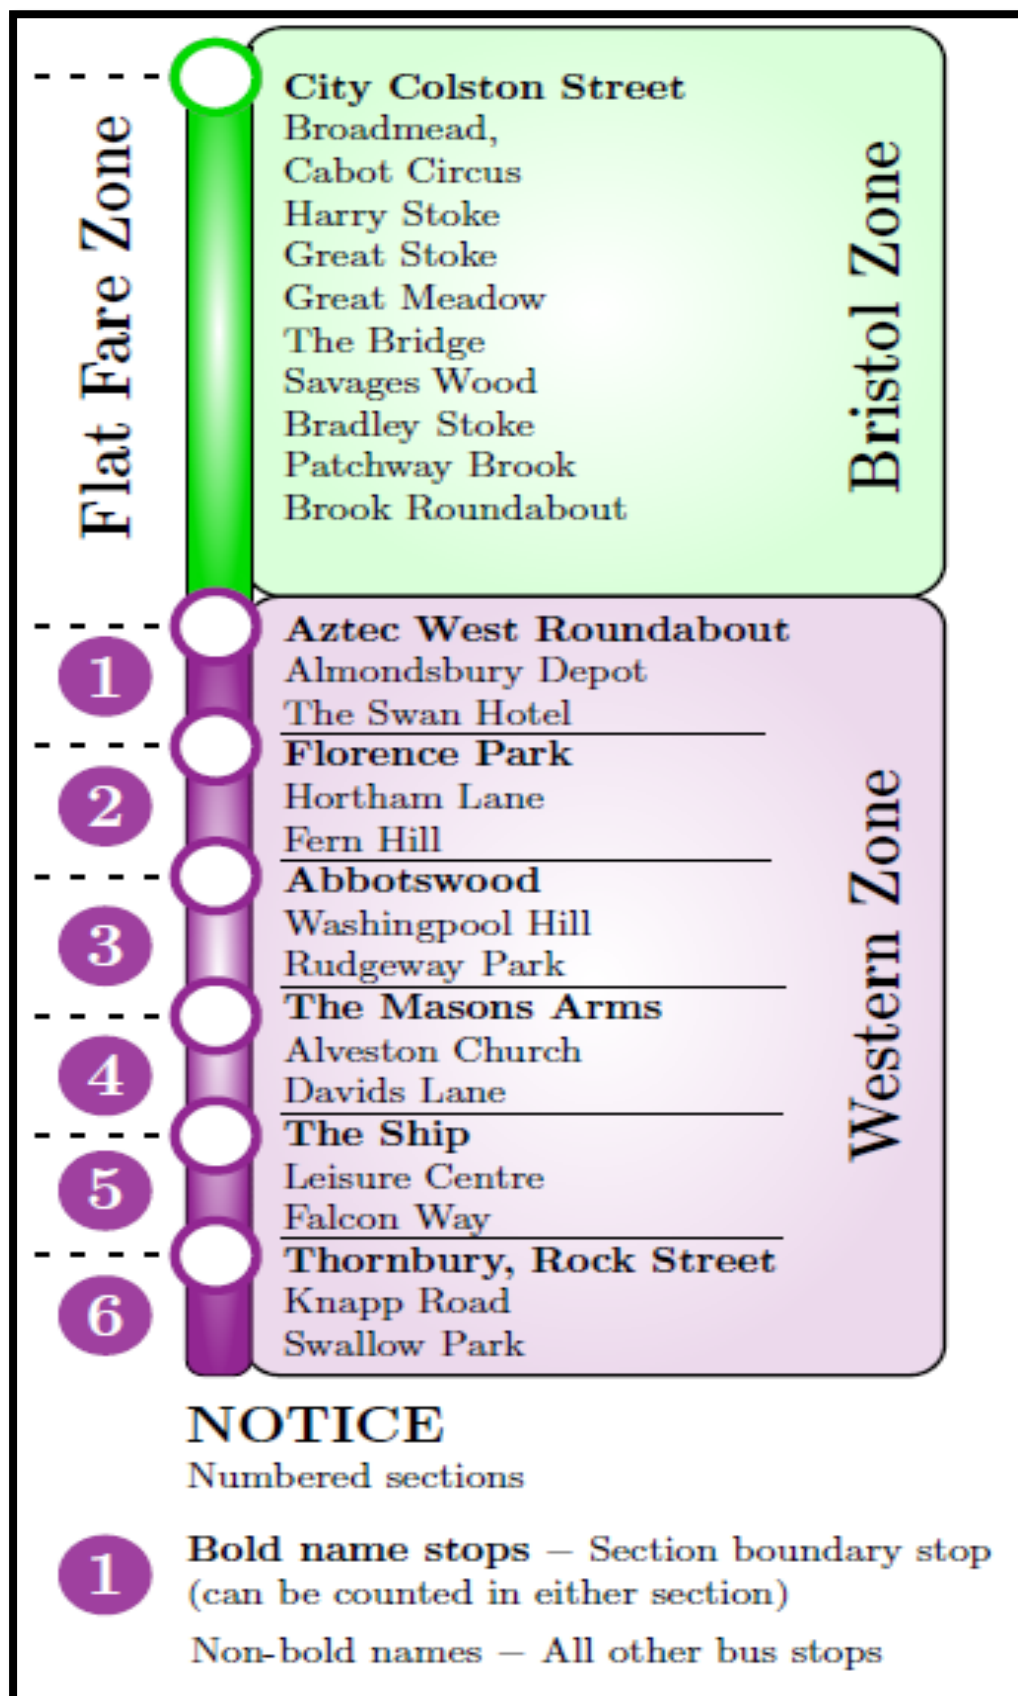 Flat Fare Zone
City Colston Street
Broadmead,
Cabot Circus
Harry Stoke
Great Stoke
Great Meadow
The Bridge
Savages Wood
Bradley Stoke
Patchway Brook
Brook Roundabout
Bristol Zone
1
Aztec West Roundabout
Almondsbury Depot
The Swan Hotel
2
Florence Park
Hortham Lane
Fern Hill
3
Abbotswood
Washingpool Hill
Rudgeway Park
4
The Masons Arms
Alveston Church
Davids Lane
5
The Ship
Leisure Centre
Falcon Way
6
Thornbury, Rock Street
Knapp Road
Swallow Park
Western Zone
NOTICE
Numbered sections
1
Bold name stops – Section boundary stop
(can be counted in either section)
Non-bold names – All other bus stops